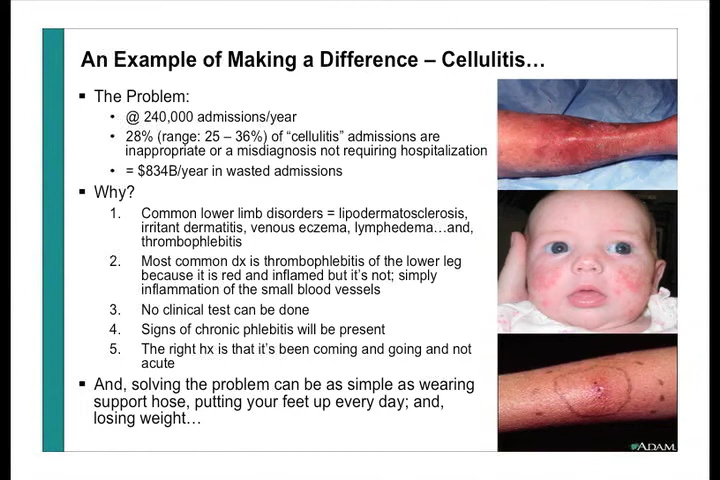 An Example of Making a Difference – Cellulitis…
▪ The Problem:
• @ 240,000 admissions/year
• 28% (range: 25 – 36%) of “cellulitis” admissions are
inappropriate or a misdiagnosis not requiring hospitalization
• = $834B/year in wasted admissions
▪ Why?
1. Common lower limb disorders = lipodermatosclerosis,
irritant dermatitis, venous eczema, lymphedema…and,
thrombophlebitis
2. Most common dx is thrombophlebitis of the lower leg
because it is red and inflamed but it’s not; simply
inflammation of the small blood vessels
3. No clinical test can be done
4. Signs of chronic phlebitis will be present
5. The right hx is that it’s been coming and going and not
acute
▪ And, solving the problem can be as simple as wearing
support hose, putting your feet up every day; and,
losing weight…
ADAM